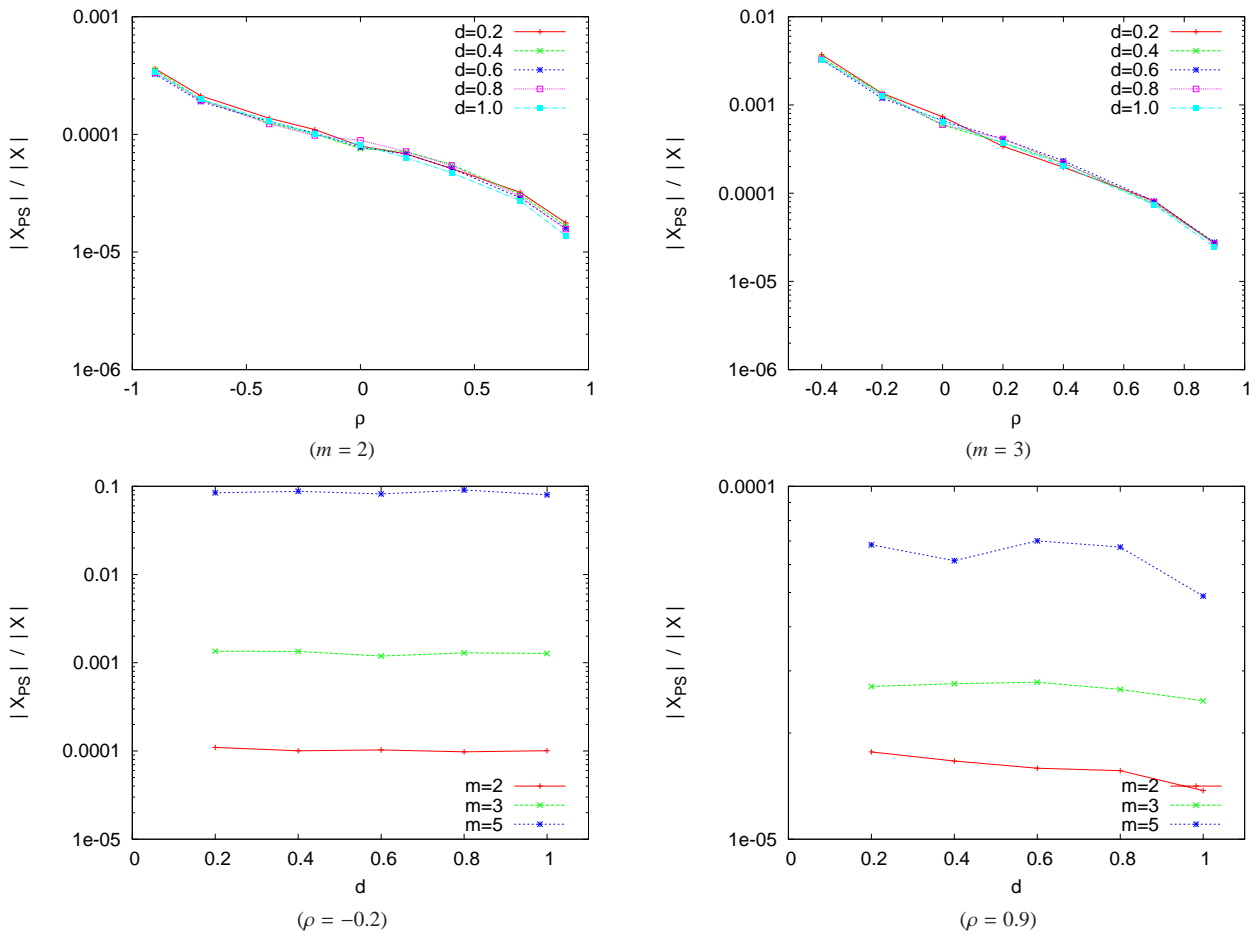 0.001
0.0001
1e-05
1e-06
| X_PS | / | X |
-1
-0.5
0
0.5
1
ρ
d=0.2
d=0.4
d=0.6
d=0.8
d=1.0
(m = 2)
0.01
0.001
0.0001
1e-05
1e-06
| X_PS | / | X |
-0.4
-0.2
0
0.2
0.4
0.6
0.8
1
ρ
d=0.2
d=0.4
d=0.6
d=0.8
d=1.0
(m = 3)
0.1
0.01
0.001
0.0001
1e-05
| X_PS | / | X |
0
0.2
0.4
0.6
0.8
1
d
m=2
m=3
m=5
(ρ = −0.2)
0.0001
1e-05
| X_PS | / | X |
0
0.2
0.4
0.6
0.8
1
d
m=2
m=3
m=5
(ρ = 0.9)